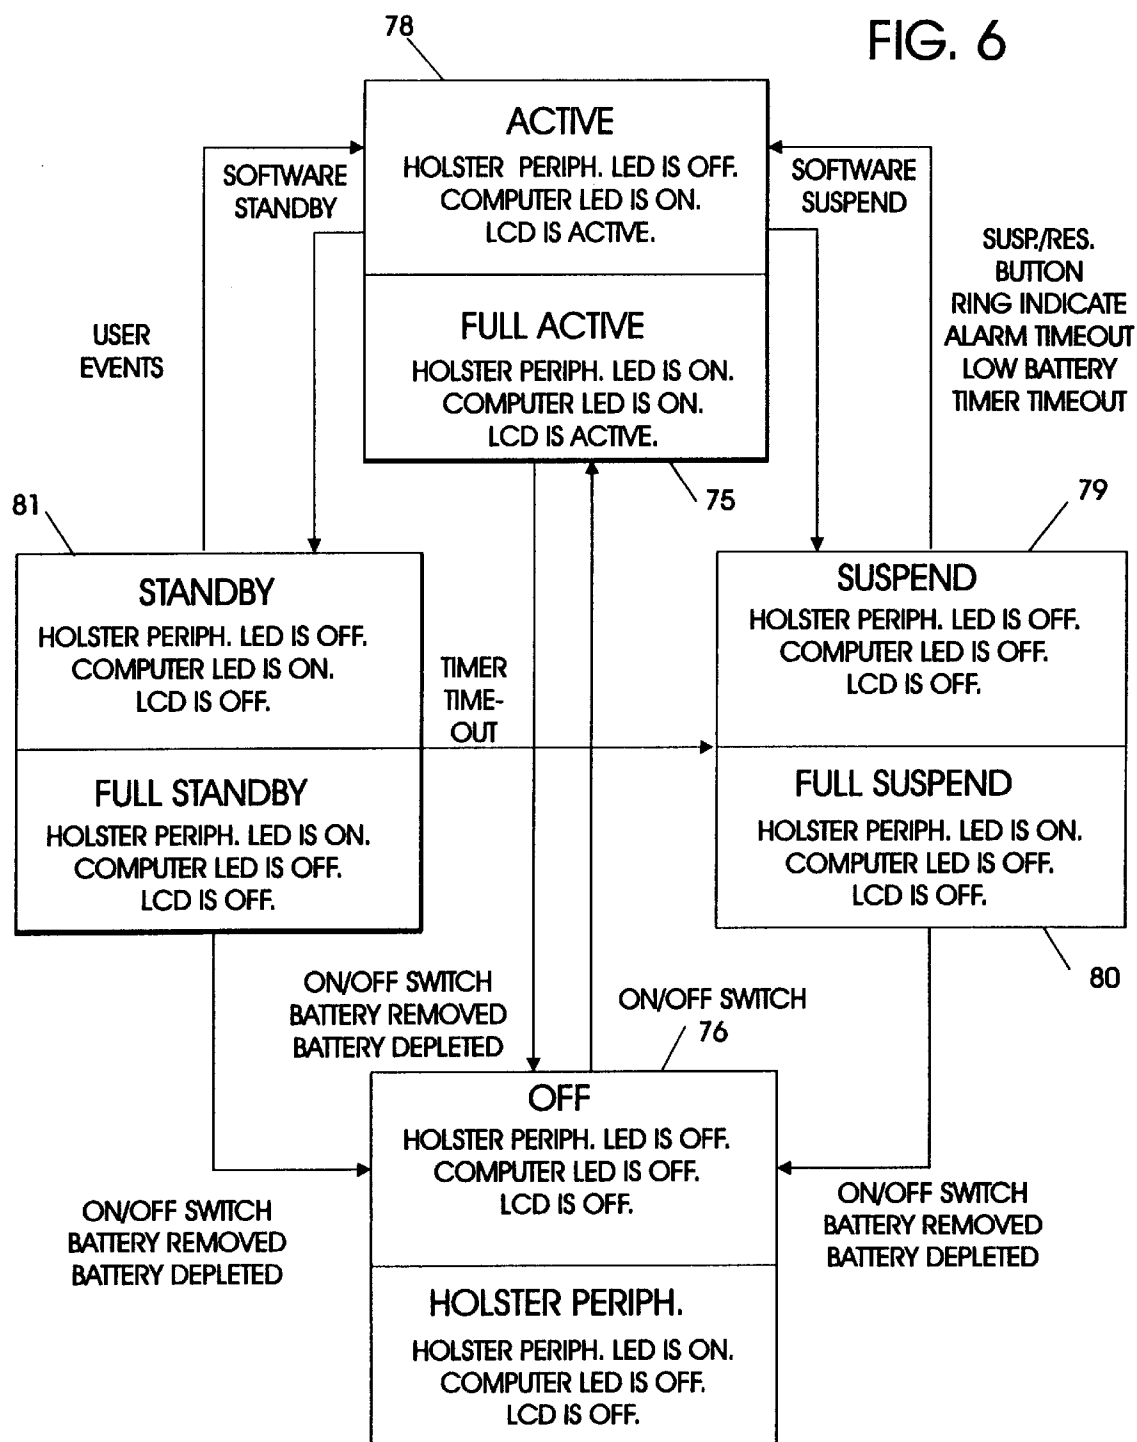 FIG. 6
78
ACTIVE
HOLSTER PERIPH. LED IS OFF.
COMPUTER LED IS ON.
LCD IS ACTIVE.
SOFTWARE
STANDBY
SOFTWARE
SUSPEND
FULL ACTIVE
HOLSTER PERIPH. LED IS ON.
COMPUTER LED IS ON.
LCD IS ACTIVE.
75
USER
EVENTS
SUSP./RES.
BUTTON
RING INDICATE
ALARM TIMEOUT
LOW BATTERY
TIMER TIMEOUT
81
STANDBY
HOLSTER PERIPH. LED IS OFF.
COMPUTER LED IS ON.
LCD IS OFF.
FULL STANDBY
HOLSTER PERIPH. LED IS ON.
COMPUTER LED IS OFF.
LCD IS OFF.
TIMER
TIME-
OUT
79
SUSPEND
HOLSTER PERIPH. LED IS OFF.
COMPUTER LED IS OFF.
LCD IS OFF.
FULL SUSPEND
HOLSTER PERIPH. LED IS ON.
COMPUTER LED IS OFF.
LCD IS OFF.
80
ON/OFF SWITCH
BATTERY REMOVED
BATTERY DEPLETED
ON/OFF SWITCH
76
OFF
HOLSTER PERIPH. LED IS OFF.
COMPUTER LED IS OFF.
LCD IS OFF.
ON/OFF SWITCH
BATTERY REMOVED
BATTERY DEPLETED
ON/OFF SWITCH
BATTERY REMOVED
BATTERY DEPLETED
HOLSTER PERIPH.
HOLSTER PERIPH. LED IS ON.
COMPUTER LED IS OFF.
LCD IS OFF.